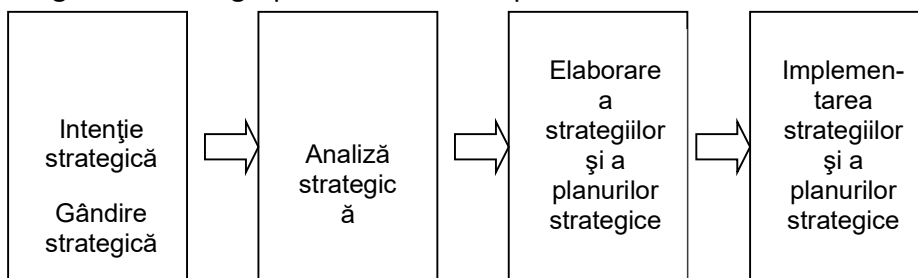 Intenţie
strategică
Gândire
strategică
Analiză
strategic
ă
Elaborare
a
strategiilor
şi a
planurilor
strategice
Implemen-
tarea
strategiilor
şi a
planurilor
strategice